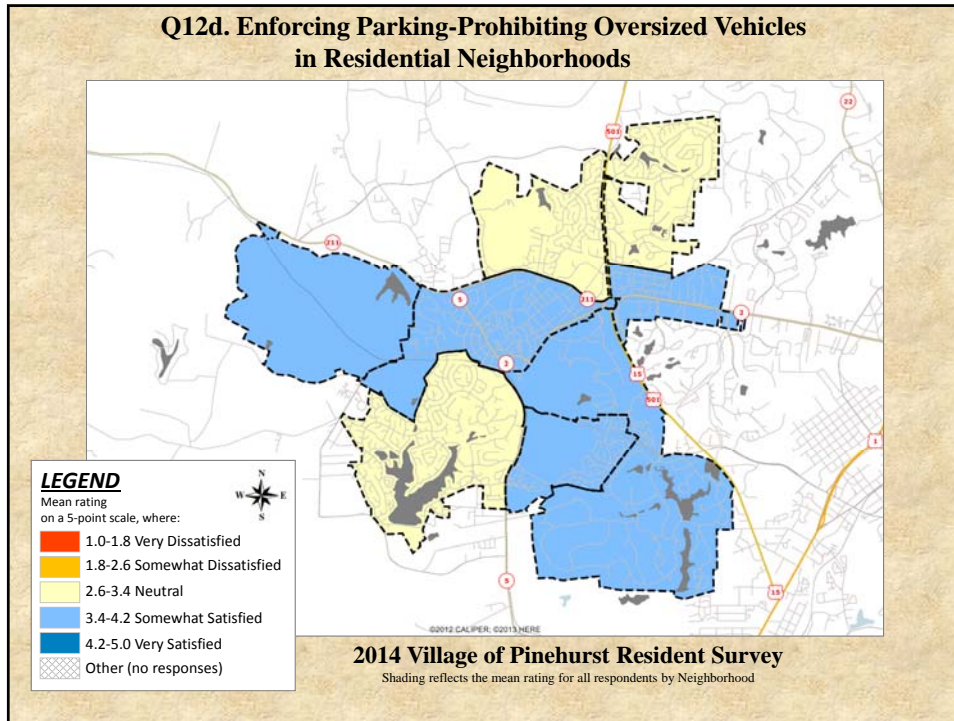 Q12d. Enforcing Parking-Prohibiting Oversized Vehicles
in Residential Neighborhoods
22
501
211
5
211
2
2
15
501
1
5
15
LEGEND
Mean rating
on a 5-point scale, where:
N
W E
S
1.0-1.8 Very Dissatisfied
1.8-2.6 Somewhat Dissatisfied
2.6-3.4 Neutral
3.4-4.2 Somewhat Satisfied
4.2-5.0 Very Satisfied
Other (no responses)
©2012 CALIPER; ©2013 HERE
2014 Village of Pinehurst Resident Survey
Shading reflects the mean rating for all respondents by Neighborhood